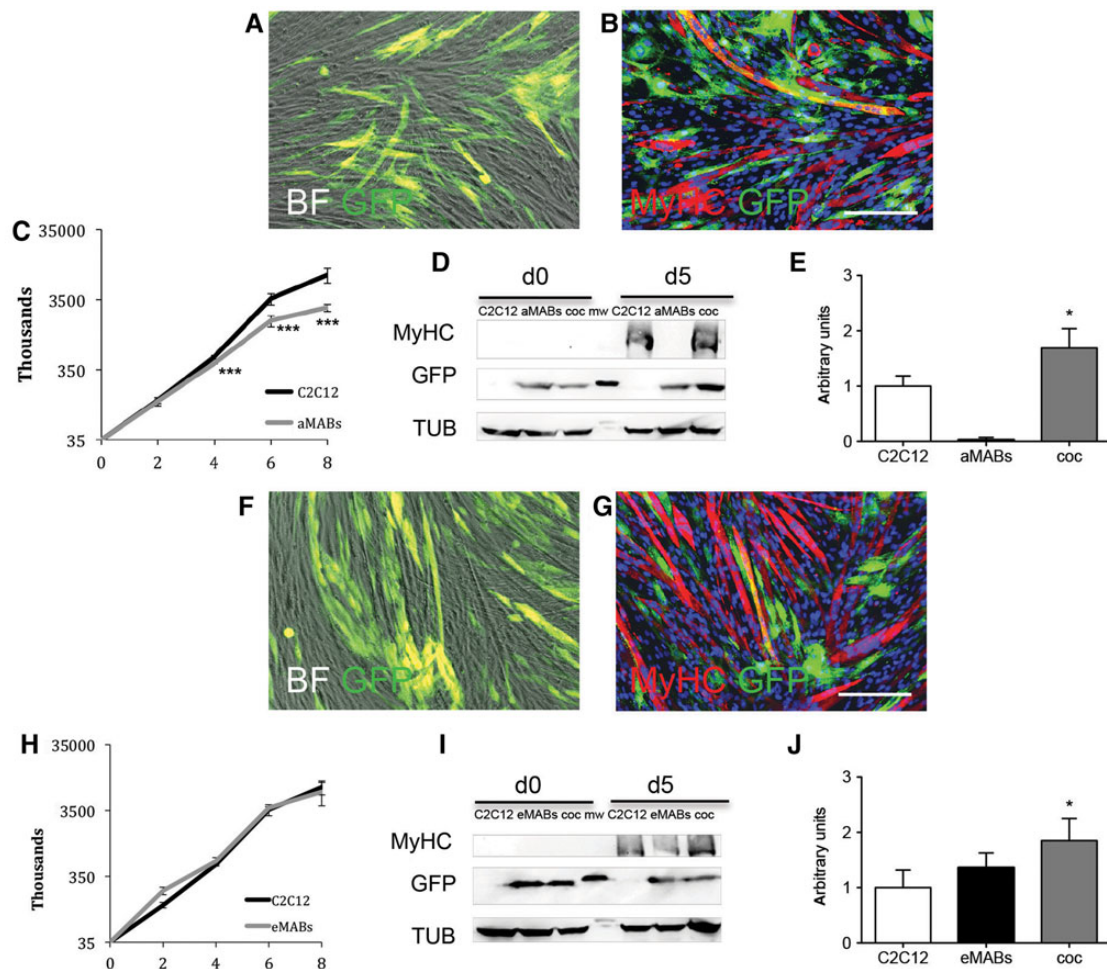 A
B
BF GFP
MyHC GFP
C
35000
3500
350
35
Thousands
0 2 4 6 8
***
***
***
C2C12
aMABs
D
d0 d5
C2C12 aMABs coc mw C2C12 aMABs coc
MyHC
GFP
TUB
E
3
2
1
0
Arbitrary units
*
C2C12 aMABs coc
F
G
BF GFP
MyHC GFP
H
35000
3500
350
35
Thousands
0 2 4 6 8
C2C12
eMABs
I
d0 d5
C2C12 eMABs coc mw C2C12 eMABs coc
MyHC
GFP
TUB
J
3
2
1
0
Arbitrary units
*
C2C12 eMABs coc